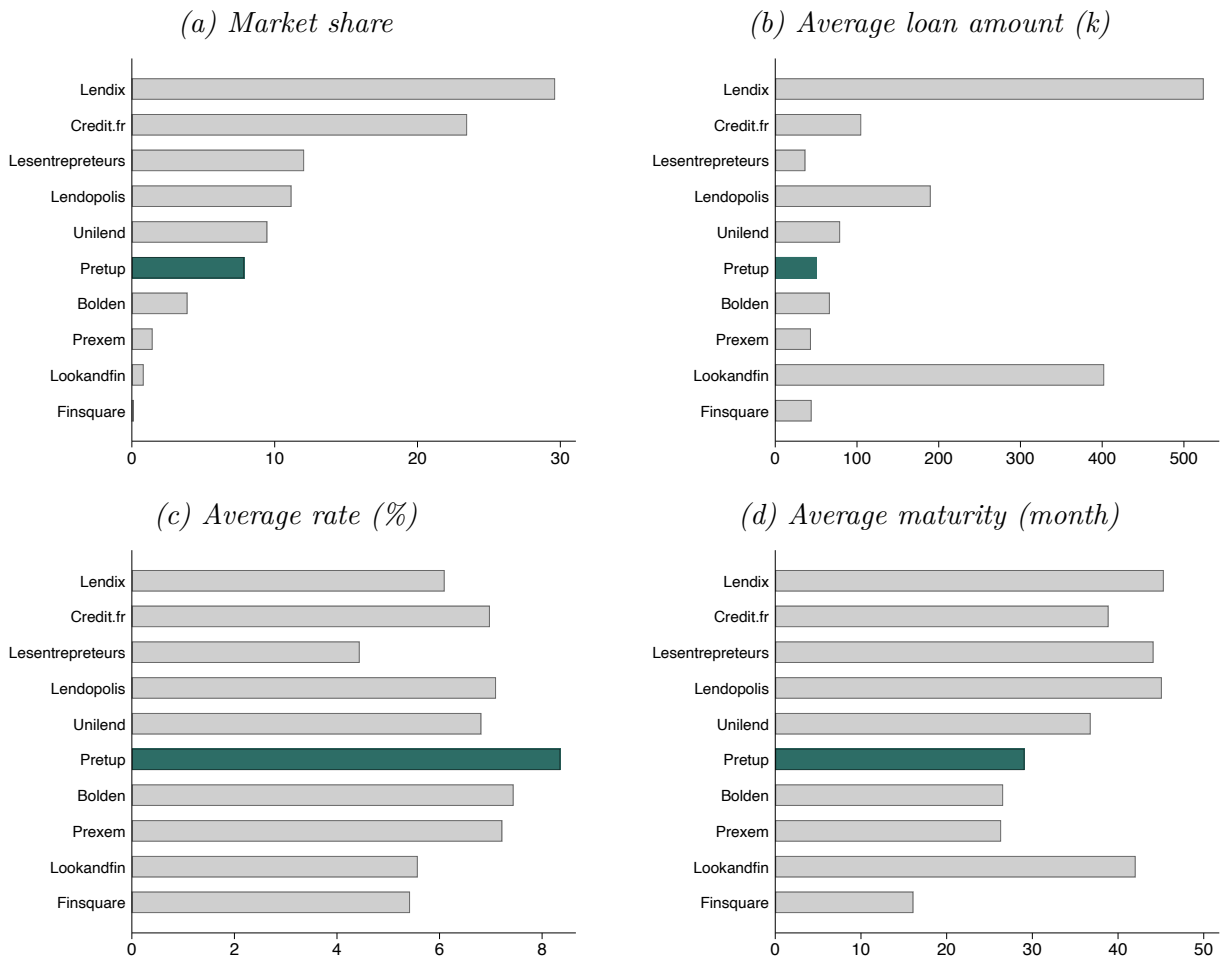 (a) Market share
Lendix
Credit.fr
Lesentrepreteurs
Lendopolis
Unilend
Pretup
Bolden
Prexem
Lookandfin
Finsquare
0 10 20 30
(b) Average loan amount (k)
Lendix
Credit.fr
Lesentrepreteurs
Lendopolis
Unilend
Pretup
Bolden
Prexem
Lookandfin
Finsquare
0 100 200 300 400 500
(c) Average rate (%)
Lendix
Credit.fr
Lesentrepreteurs
Lendopolis
Unilend
Pretup
Bolden
Prexem
Lookandfin
Finsquare
0 2 4 6 8
(d) Average maturity (month)
Lendix
Credit.fr
Lesentrepreteurs
Lendopolis
Unilend
Pretup
Bolden
Prexem
Lookandfin
Finsquare
0 10 20 30 40 50